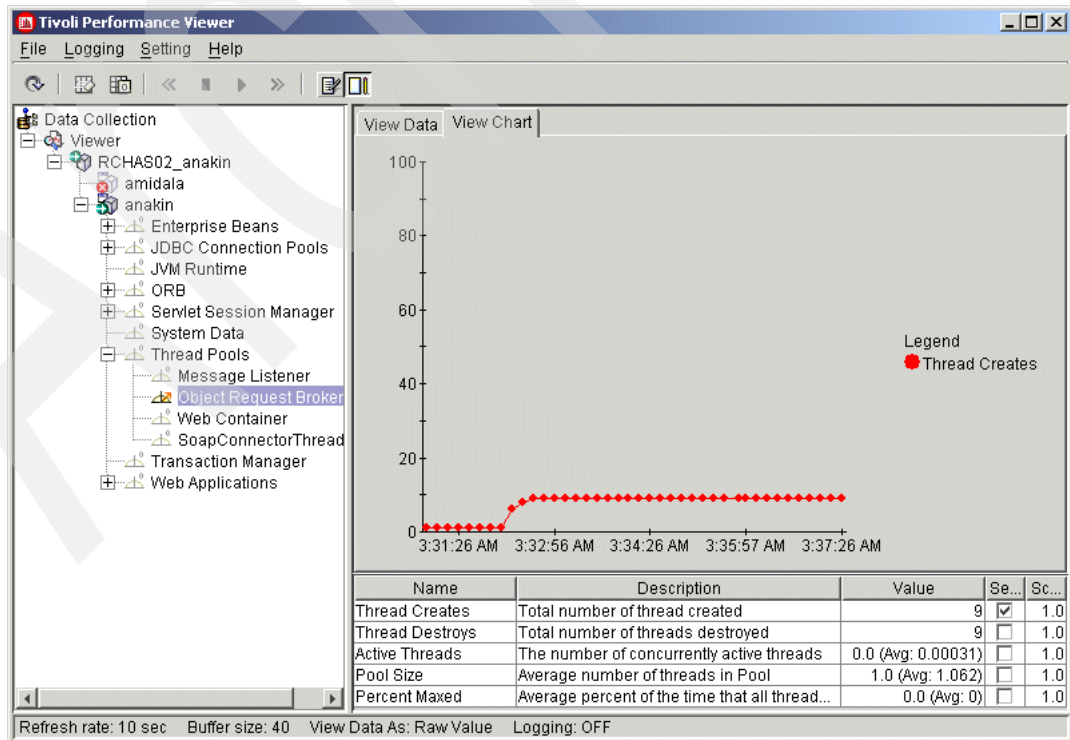 Tivoli Performance Viewer
File Logging Setting Help
Data Collection
Viewer
RCHAS02_anakin
amidala
anakin
Enterprise Beans
JDBC Connection Pools
JVM Runtime
ORB
Servlet Session Manager
System Data
Thread Pools
Message Listener
Object Request Broker
Web Container
SoapConnectorThread
Transaction Manager
Web Applications
View Data View Chart
100
80
60
40
20
0
3:31:26 AM 3:32:56 AM 3:34:26 AM 3:35:57 AM 3:37:26 AM
Legend
Thread Creates
Name Description Value Se... Sc...
Thread Creates Total number of thread created 9 1.0
Thread Destroys Total number of threads destroyed 9 1.0
Active Threads The number of concurrently active threads 0.0 (Avg: 0.00031) 1.0
Pool Size Average number of threads in Pool 1.0 (Avg: 1.062) 1.0
Percent Maxed Average percent of the time that all thread... 0.0 (Avg: 0) 1.0
Refresh rate: 10 sec Buffer size: 40 View Data As: Raw Value Logging: OFF